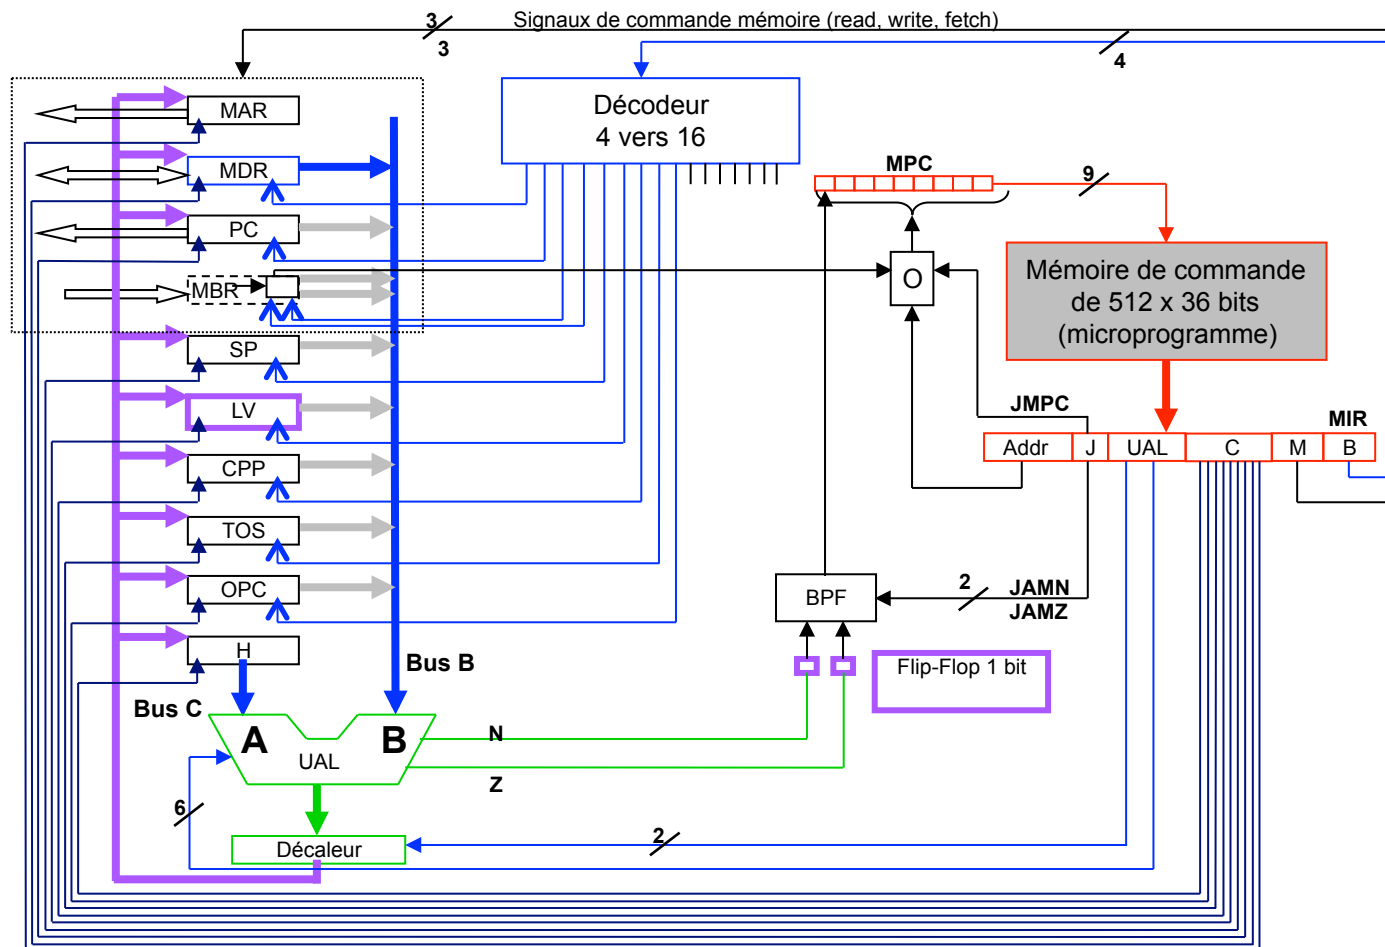 3
Signaux de commande mémoire (read, write, fetch)
3
4
Décodeur
4 vers 16
MAR
MDR
PC
MBR
SP
LV
CPP
TOS
OPC
H
MPC
9
O
Mémoire de commande
de 512 x 36 bits
(microprogramme)
JMPC
MIR
Addr
J
UAL
C
M
B
BPF
2
JAMN
JAMZ
Flip-Flop 1 bit
Bus B
Bus C
A
B
UAL
N
Z
6
2
Décaleur